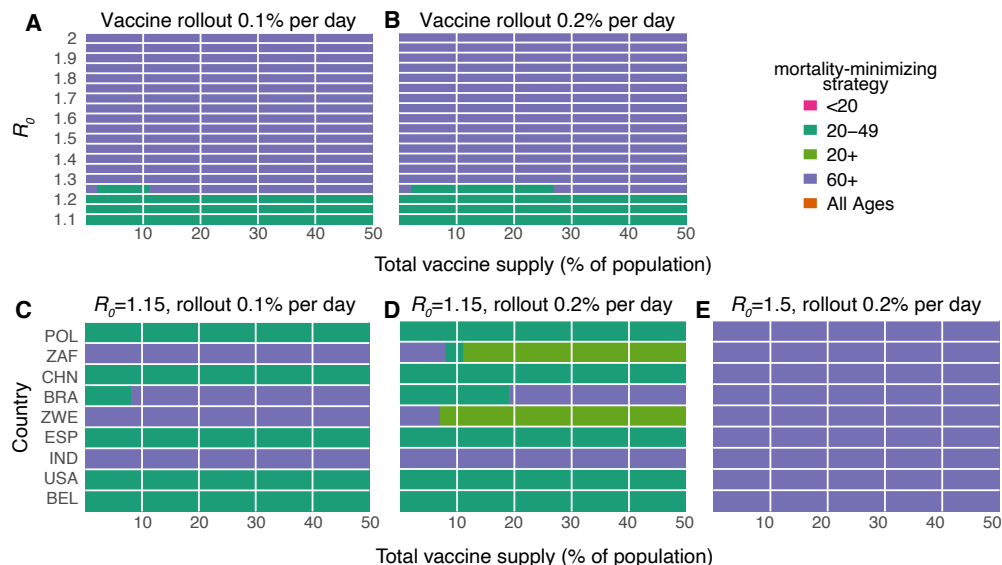 A Vaccine rollout 0.1% per day
B Vaccine rollout 0.2% per day
R0
2
1.9
1.8
1.7
1.6
1.5
1.4
1.3
1.2
1.1
10 20 30 40 50
10 20 30 40 50
Total vaccine supply (% of population)
mortality-minimizing
strategy
<20
20−49
20+
60+
All Ages
C R0=1.15, rollout 0.1% per day
D R0=1.15, rollout 0.2% per day
E R0=1.5, rollout 0.2% per day
Country
POL
ZAF
CHN
BRA
ZWE
ESP
IND
USA
BEL
10 20 30 40 50
10 20 30 40 50
10 20 30 40 50
Total vaccine supply (% of population)